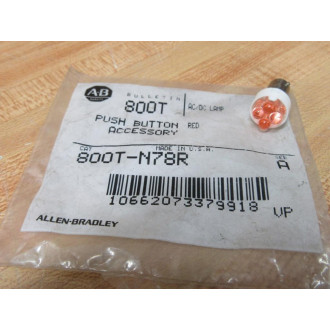 AB
BULLETIN
800T
AC/DC LAMP
PUSH BUTTON
ACCESSORY
RED
CAT
MADE IN U.S.A.
800T-N78R
A
10662073379918
VP
ALLEN-BRADLEY